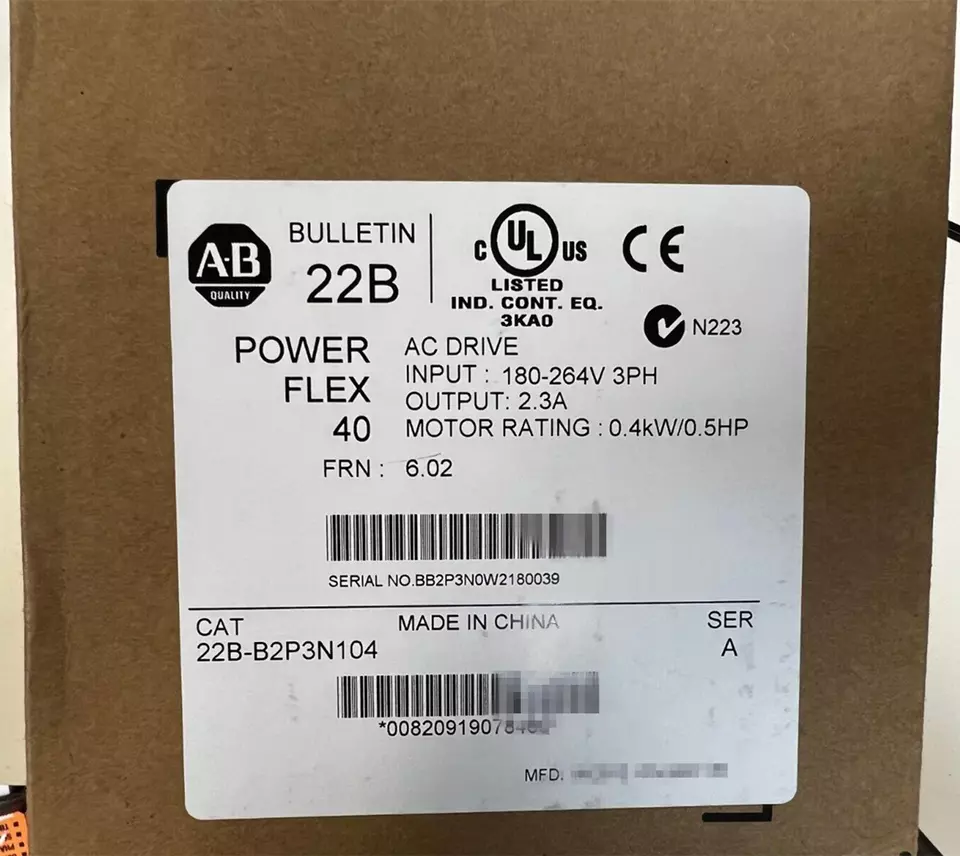 A-B
QUALITY
BULLETIN
22B
C UL US
LISTED
IND. CONT. EQ.
3KA0
CE
N223
POWER
FLEX
40
AC DRIVE
INPUT : 180-264V 3PH
OUTPUT: 2.3A
MOTOR RATING : 0.4kW/0.5HP
FRN : 6.02
SERIAL NO.BB2P3N0W2180039
CAT
MADE IN CHINA
SER
22B-B2P3N104
A
MFD.